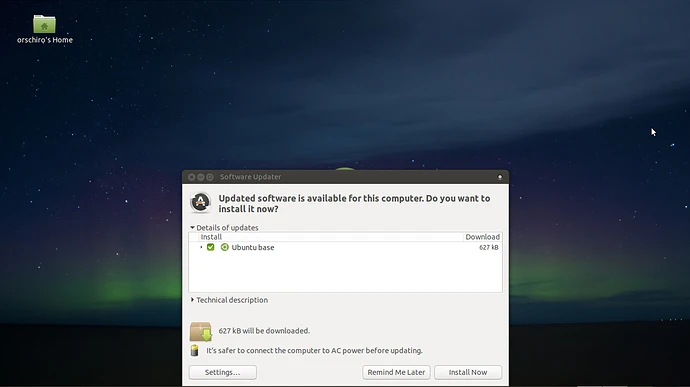 orschiro's Home
Software Updater
Updated software is available for this computer. Do you want to
install it now?
Details of updates
Install Download
Ubuntu base 627 kB
Technical description
627 kB will be downloaded.
It's safer to connect the computer to AC power before updating.
Settings... Remind Me Later Install Now